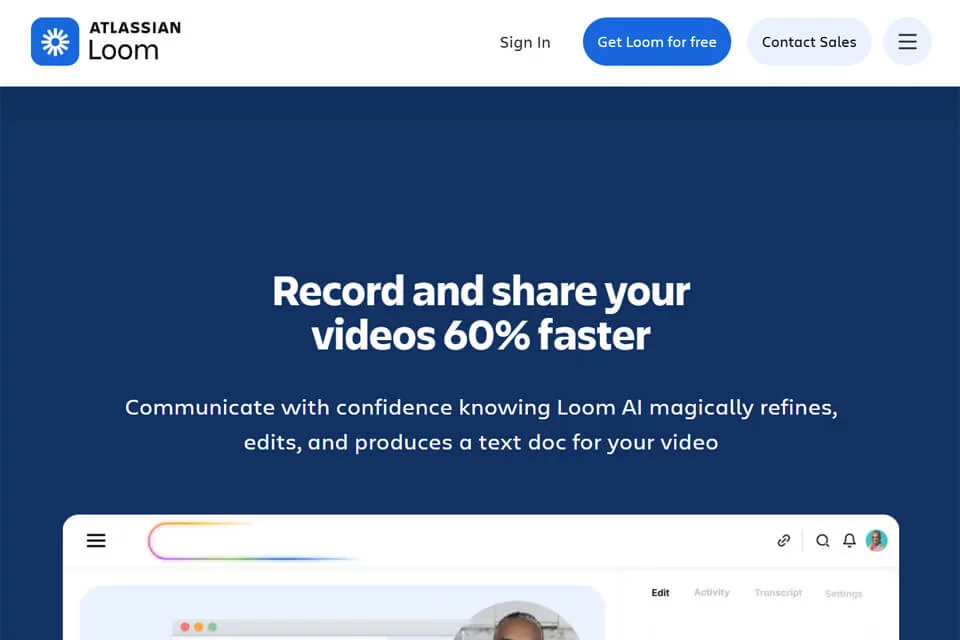 ATLASSIAN
Loom
Sign In
Get Loom for free
Contact Sales
Record and share your
videos 60% faster
Communicate with confidence knowing Loom AI magically refines,
edits, and produces a text doc for your video
Edit
Activity
Transcript
Settings